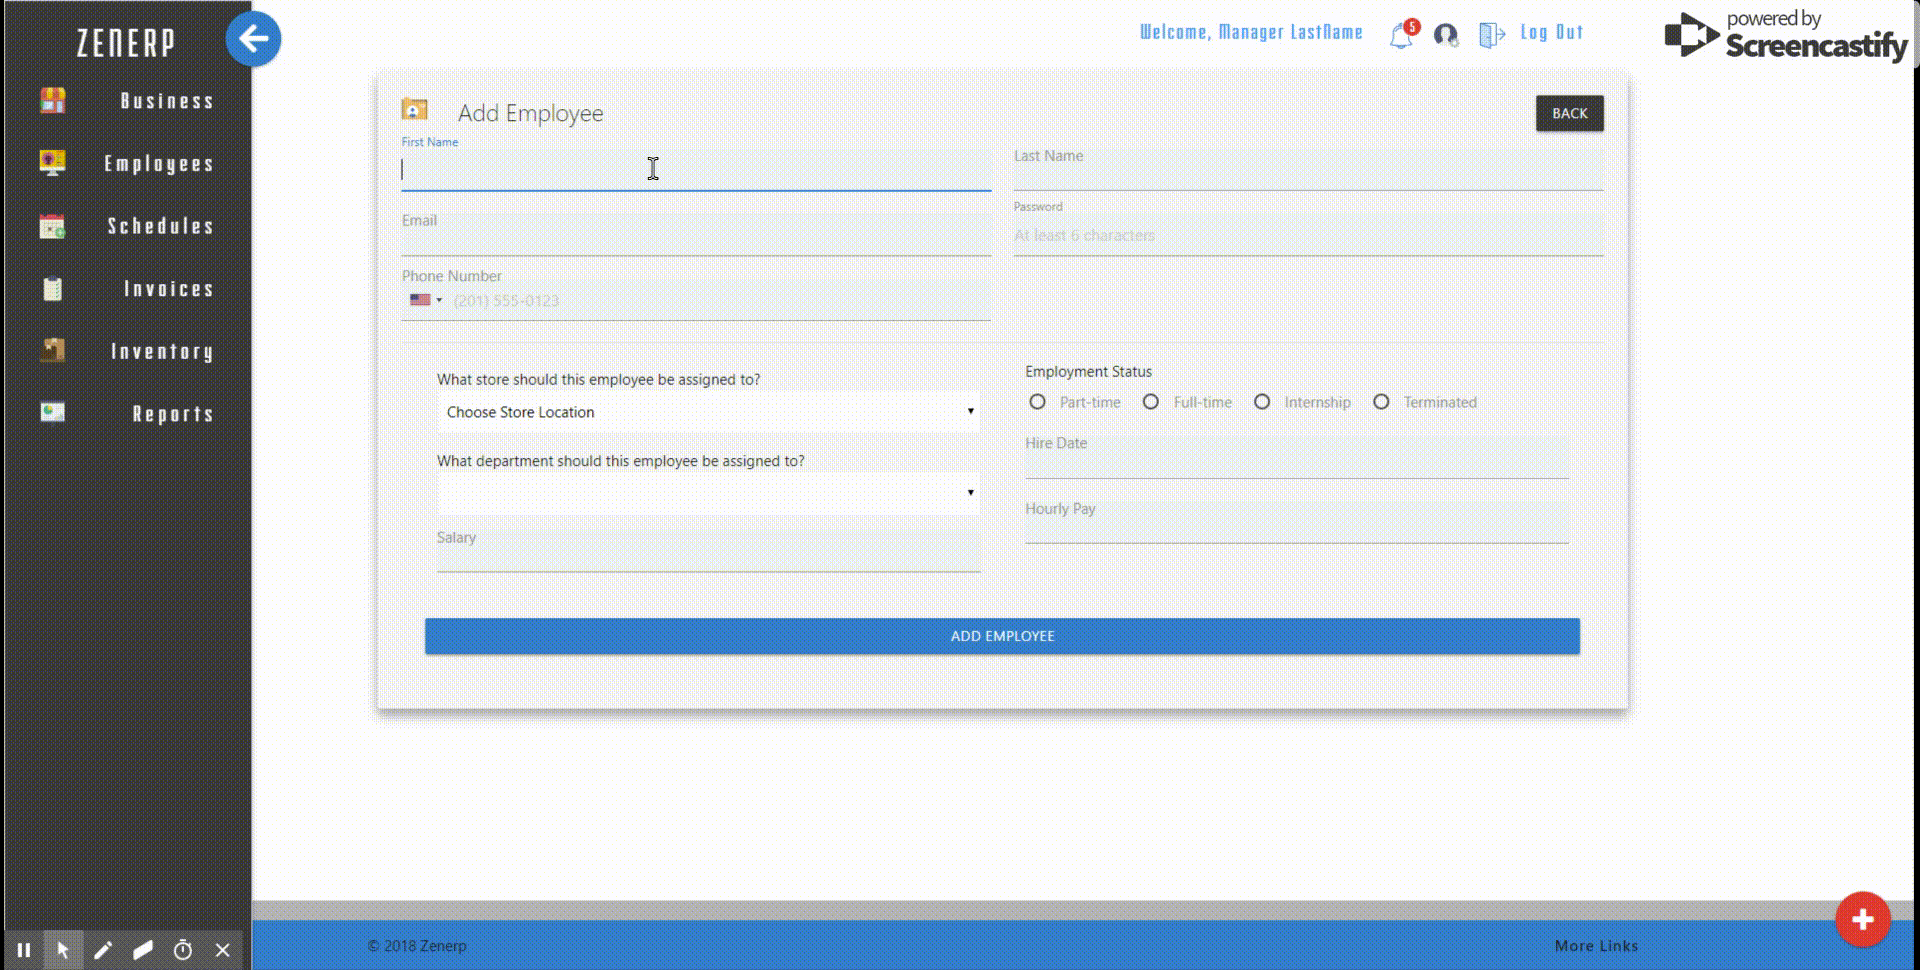 ZENERP
Welcome, Manager LastName
5
Log Out
powered by
Screencastify
Business
Employees
Schedules
Invoices
Inventory
Reports
Add Employee
BACK
First Name
Last Name
Email
Password
At least 6 characters
Phone Number
(201) 555-0123
What store should this employee be assigned to?
Choose Store Location
What department should this employee be assigned to?
Salary
Employment Status
Part-time
Full-time
Internship
Terminated
Hire Date
Hourly Pay
ADD EMPLOYEE
© 2018 Zenerp
More Links